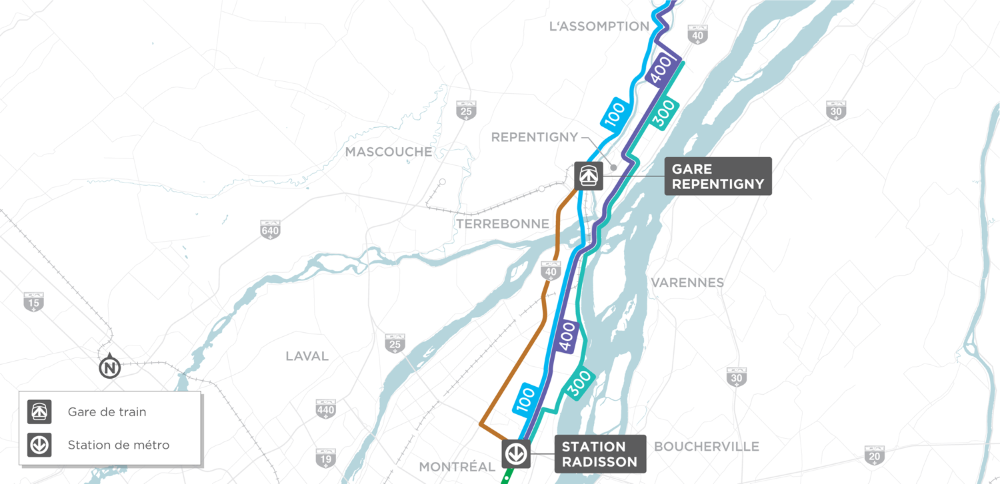 L'ASSOMPTION
40
400
100
300
25
30
REPENTIGNY
MASCOUCHE
GARE
REPENTIGNY
TERREBONNE
640
40
VARENNES
15
400
25
LAVAL
N
30
300
100
440
Gare de train
Station de métro
STATION
RADISSON
BOUCHERVILLE
19
20
MONTRÉAL